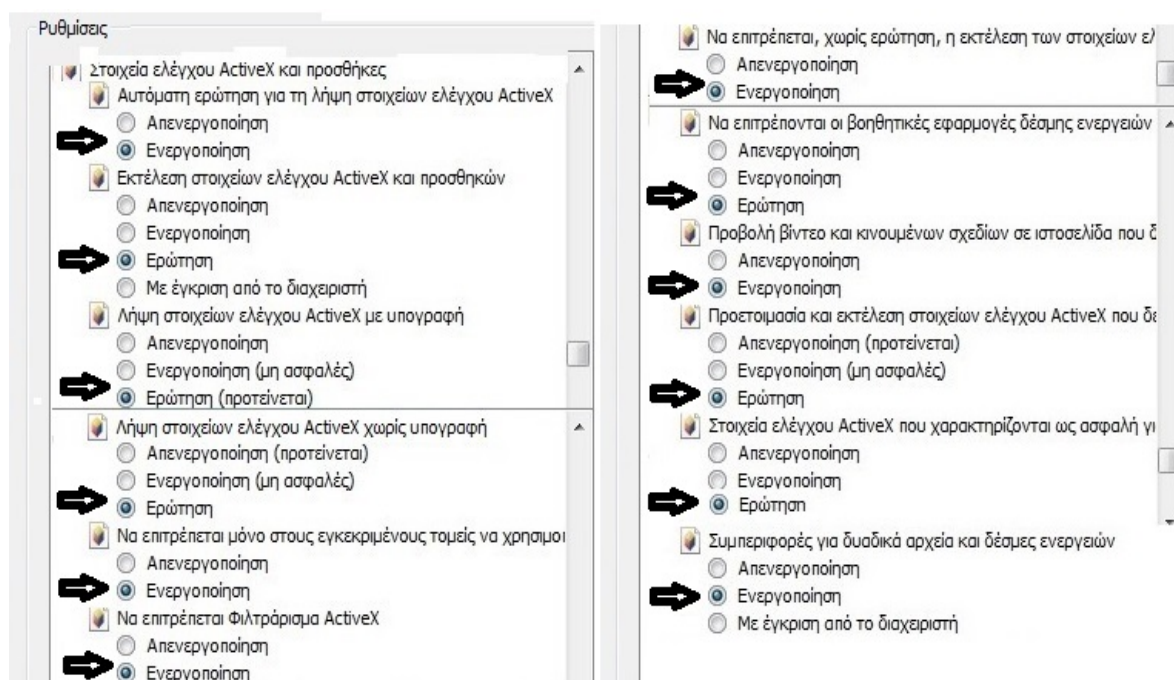 Ρυθμίσεις
Στοιχεία ελέγχου ActiveX και προσθήκες
Αυτόματη ερώτηση για τη λήψη στοιχείων ελέγχου ActiveX
Απενεργοποίηση
Ενεργοποίηση
Εκτέλεση στοιχείων ελέγχου ActiveX και προσθηκών
Απενεργοποίηση
Ενεργοποίηση
Ερώτηση
Με έγκριση από το διαχειριστή
Λήψη στοιχείων ελέγχου ActiveX με υπογραφή
Απενεργοποίηση
Ενεργοποίηση (μη ασφαλές)
Ερώτηση (προτείνεται)
Λήψη στοιχείων ελέγχου ActiveX χωρίς υπογραφή
Απενεργοποίηση (προτείνεται)
Ενεργοποίηση (μη ασφαλές)
Ερώτηση
Να επιτρέπεται μόνο στους εγκεκριμένους τομείς να
Απενεργοποίηση
Ενεργοποίηση
Να επιτρέπεται Φιλτράρισμα ActiveX
Απενεργοποίηση
Ενεργοποίηση
Να επιτρέπεται, χωρίς ερώτηση, η εκτέλεση των στοιχείων
Απενεργοποίηση
Ενεργοποίηση
Να επιτρέπονται οι βοηθητικές εφαρμογές δέσμης ενεργειών
Απενεργοποίηση
Ενεργοποίηση
Ερώτηση
Προβολή βίντεο και κινουμένων σχεδίων σε ιστοσελίδα που
Απενεργοποίηση
Ενεργοποίηση
Προετοιμασία και εκτέλεση στοιχείων ελέγχου ActiveX που
Απενεργοποίηση (προτείνεται)
Ενεργοποίηση (μη ασφαλές)
Ερώτηση
Στοιχεία ελέγχου ActiveX που χαρακτηρίζονται ως ασφαλή
Απενεργοποίηση
Ενεργοποίηση
Ερώτηση
Συμπεριφορές για δυαδικά αρχεία και δέσμες ενεργειών
Απενεργοποίηση
Ενεργοποίηση
Με έγκριση από το διαχειριστή